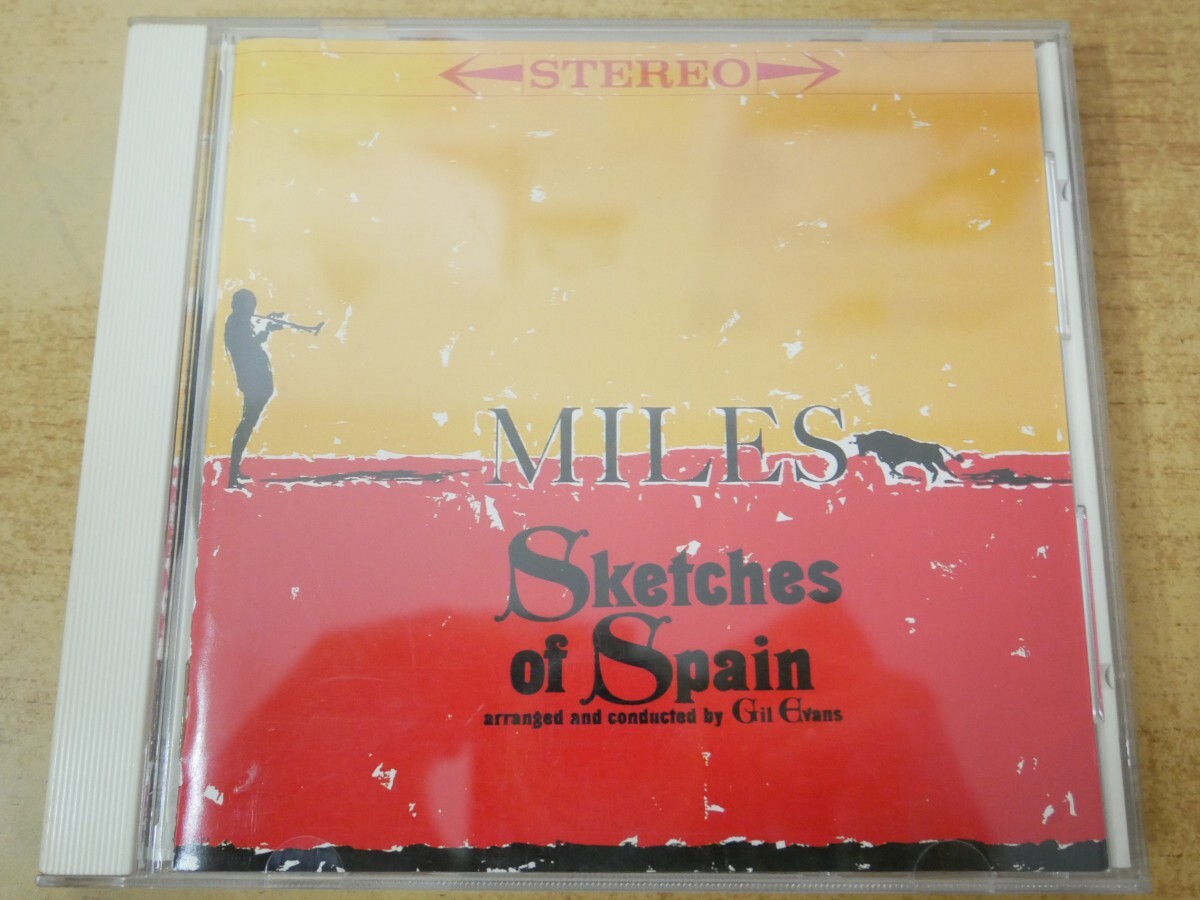 STEREO
MILES
Sketches
of Spain
arranged and conducted by Gil Evans